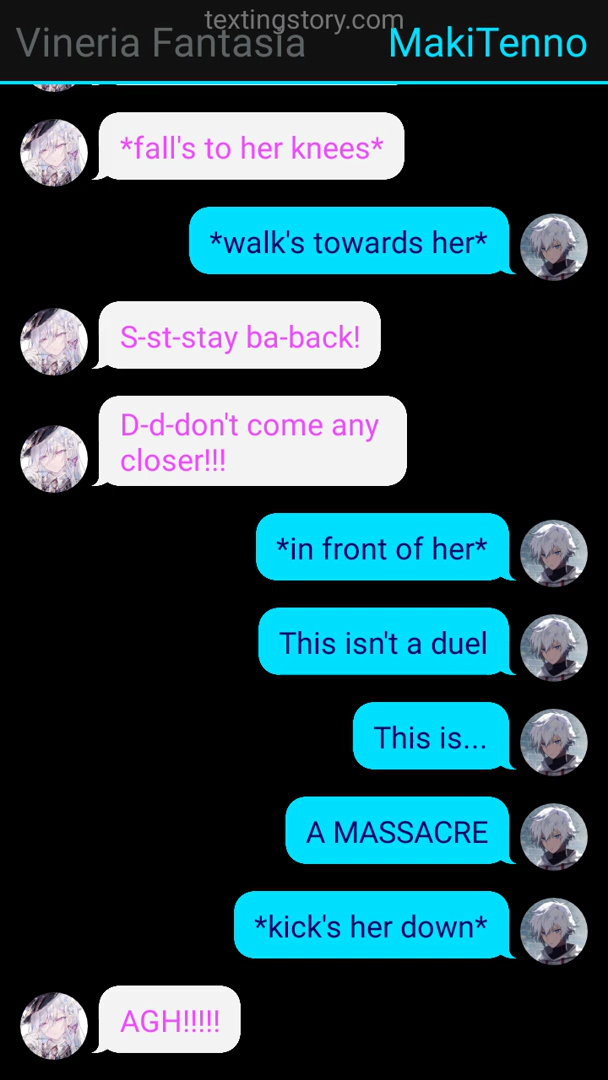 textingstory.com
Vineria Fantasia
MakiTenno
*fall's to her knees*
*walk's towards her*
S-st-stay ba-back!
D-d-don't come any
closer!!!
*in front of her*
This isn't a duel
This is...
A MASSACRE
*kick's her down*
AGH!!!!!